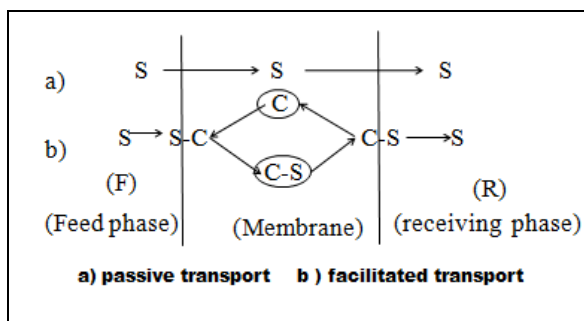 a) S S S
C
b) S S-C C-S S
C-S
(F) (R)
(Feed phase) (Membrane) (receiving phase)
a) passive transport b ) facilitated transport